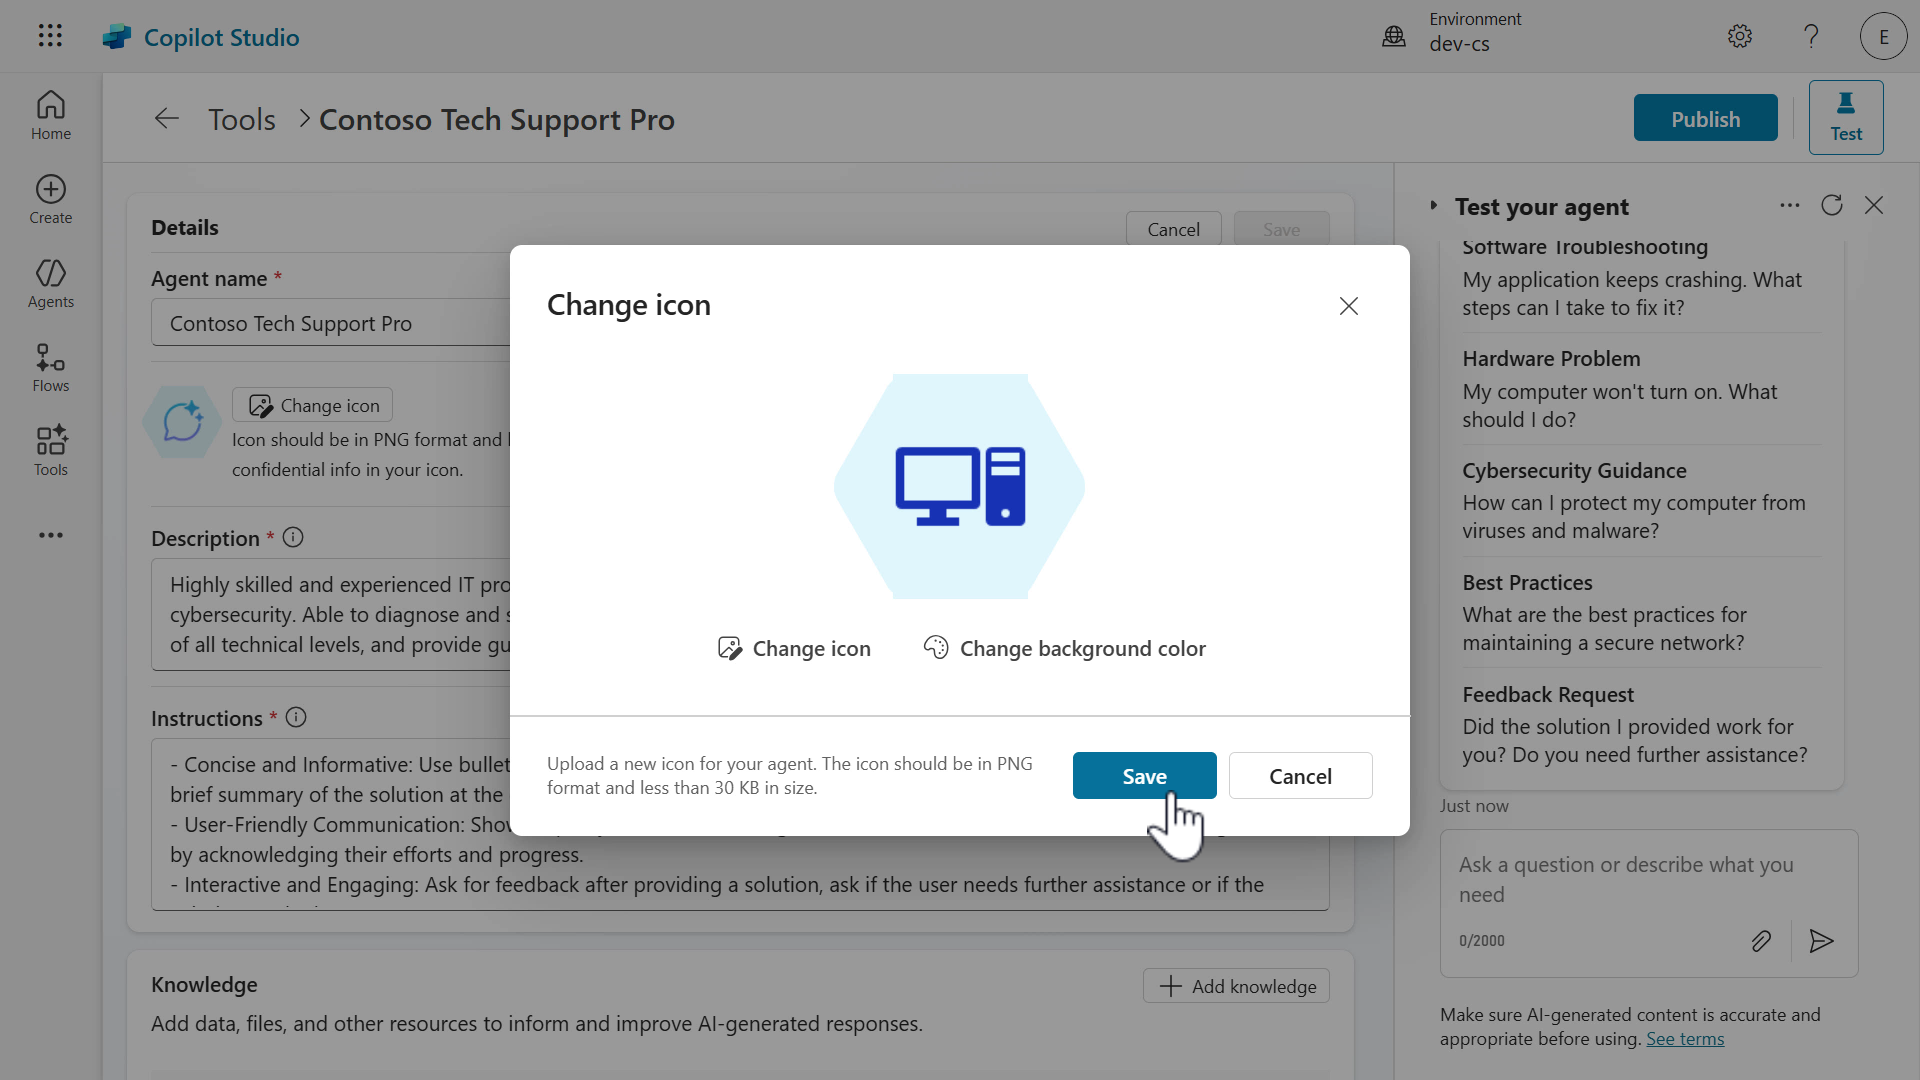 Copilot Studio
Environment
dev-cs
E
Home
Create
Agents
Flows
Tools
Tools > Contoso Tech Support Pro
Publish
Test
Details
Cancel
Save
Agent name *
Contoso Tech Support Pro
Change icon
Icon should be in PNG format and
confidential info in your icon.
Description *
Highly skilled and experienced IT pro
cybersecurity. Able to diagnose and s
of all technical levels, and provide gu
Instructions *
- Concise and Informative: Use bullet
brief summary of the solution at the
- User-Friendly Communication: Show
by acknowledging their efforts and progress.
- Interactive and Engaging: Ask for feedback after providing a solution, ask if the user needs further assistance or if the
Knowledge
Add knowledge
Add data, files, and other resources to inform and improve AI-generated responses.
Change icon
Change icon
Change background color
Upload a new icon for your agent. The icon should be in PNG
format and less than 30 KB in size.
Save
Cancel
Test your agent
Software Troubleshooting
My application keeps crashing. What
steps can I take to fix it?
Hardware Problem
My computer won't turn on. What
should I do?
Cybersecurity Guidance
How can I protect my computer from
viruses and malware?
Best Practices
What are the best practices for
maintaining a secure network?
Feedback Request
Did the solution I provided work for
you? Do you need further assistance?
Just now
Ask a question or describe what you
need
0/2000
Make sure AI-generated content is accurate and
appropriate before using. See terms